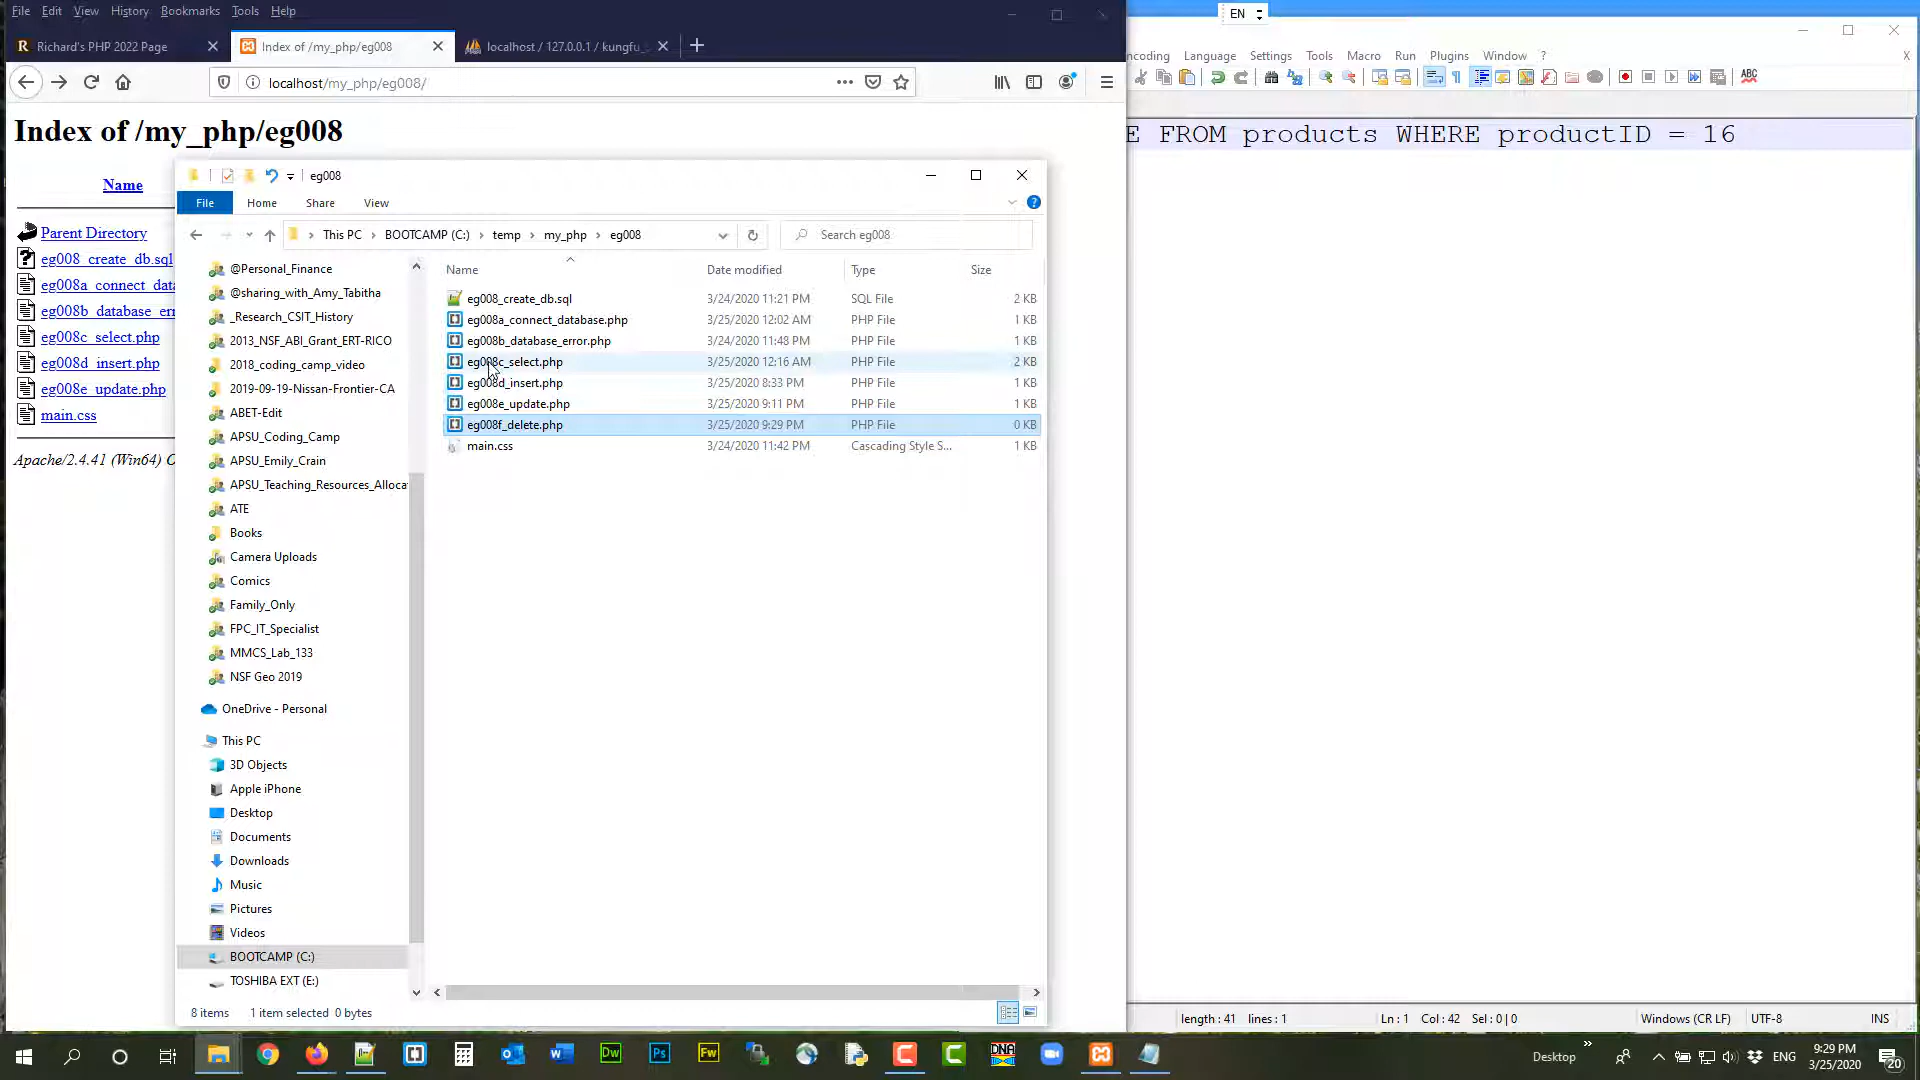 File Edit View History Bookmarks Tools Help
EN
Richard's PHP 2022 Page
Index of /my_php/eg008
localhost / 127.0.0.1 / kungfu_
localhost/my_php/eg008/
ncoding Language Settings Tools Macro Run Plugins Window ?
X
ABC
Index of /my_php/eg008
E FROM products WHERE productID = 16
Name
Parent Directory
eg008_create_db.sql
eg008a_connect_data
eg008b_database_err
eg008c_select.php
eg008d_insert.php
eg008e_update.php
main.css
Apache/2.4.41 (Win64) O
eg008
File Home Share View
This PC > BOOTCAMP (C:) > temp > my_php > eg008
Search eg008
Name Date modified Type Size
eg008_create_db.sql 3/24/2020 11:21 PM SQL File 2 KB
eg008a_connect_database.php 3/25/2020 12:02 AM PHP File 1 KB
eg008b_database_error.php 3/24/2020 11:48 PM PHP File 1 KB
eg008c_select.php 3/25/2020 12:16 AM PHP File 2 KB
eg008d_insert.php 3/25/2020 8:33 PM PHP File 1 KB
eg008e_update.php 3/25/2020 9:11 PM PHP File 1 KB
eg008f_delete.php 3/25/2020 9:29 PM PHP File 0 KB
main.css 3/24/2020 11:42 PM Cascading Style S... 1 KB
@Personal_Finance
@sharing_with_Amy_Tabitha
_Research_CSIT_History
2013_NSF_ABI_Grant_ERT-RICO
2018_coding_camp_video
2019-09-19-Nissan-Frontier-CA
ABET-Edit
APSU_Coding_Camp
APSU_Emily_Crain
APSU_Teaching_Resources_Alloca
ATE
Books
Camera Uploads
Comics
Family_Only
FPC_IT_Specialist
MMCS_Lab_133
NSF Geo 2019
OneDrive - Personal
This PC
3D Objects
Apple iPhone
Desktop
Documents
Downloads
Music
Pictures
Videos
BOOTCAMP (C:)
TOSHIBA EXT (E:)
8 items 1 item selected 0 bytes
length : 41 lines : 1 Ln : 1 Col : 42 Sel : 0 | 0 Windows (CR LF) UTF-8 INS
Dw Ps Fw DNA
Desktop
ENG
9:29 PM
3/25/2020
20